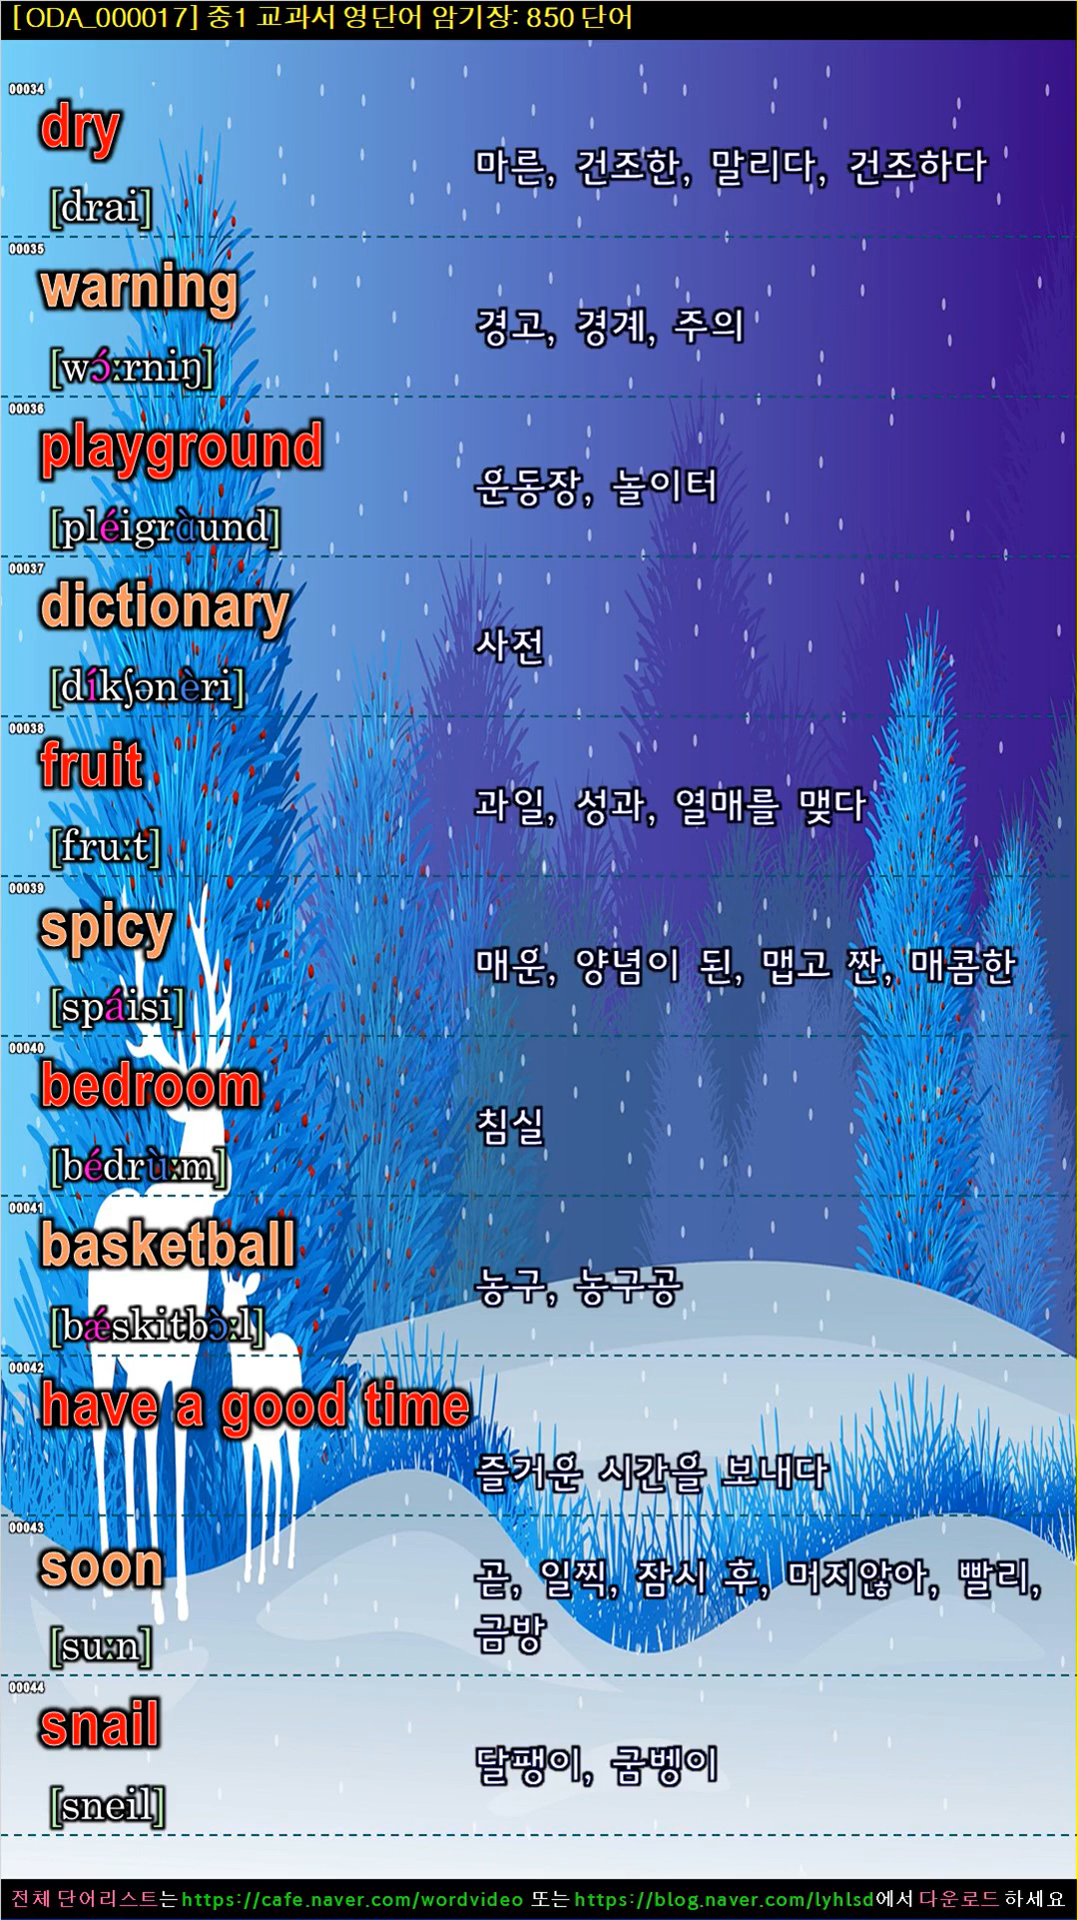 [ODA_000017] 중1 교과서 영단어 암기장: 850 단어
00034
dry
마른, 건조한, 말리다, 건조하다
[drai]
00035
warning
경고, 경계, 주의
[wɔ́ːrniŋ]
00036
playground
운동장, 놀이터
[pléigràund]
00037
dictionary
사전
[díkʃənèri]
00038
fruit
과일, 성과, 열매를 맺다
[fruːt]
00039
spicy
매운, 양념이 된, 맵고 짠, 매콤한
[spáisi]
00040
bedroom
침실
[bédrùːm]
00041
basketball
농구, 농구공
[bǽskitbɔ̀ːl]
00042
have a good time
즐거운 시간을 보내다
00043
soon
곧, 일찍, 잠시 후, 머지않아, 빨리,
금방
[suːn]
00044
snail
달팽이, 굼벵이
[sneil]
전체 단어리스트는 https://cafe.naver.com/wordvideo 또는 https://blog.naver.com/lyhlsd에서 다운로드 하세요